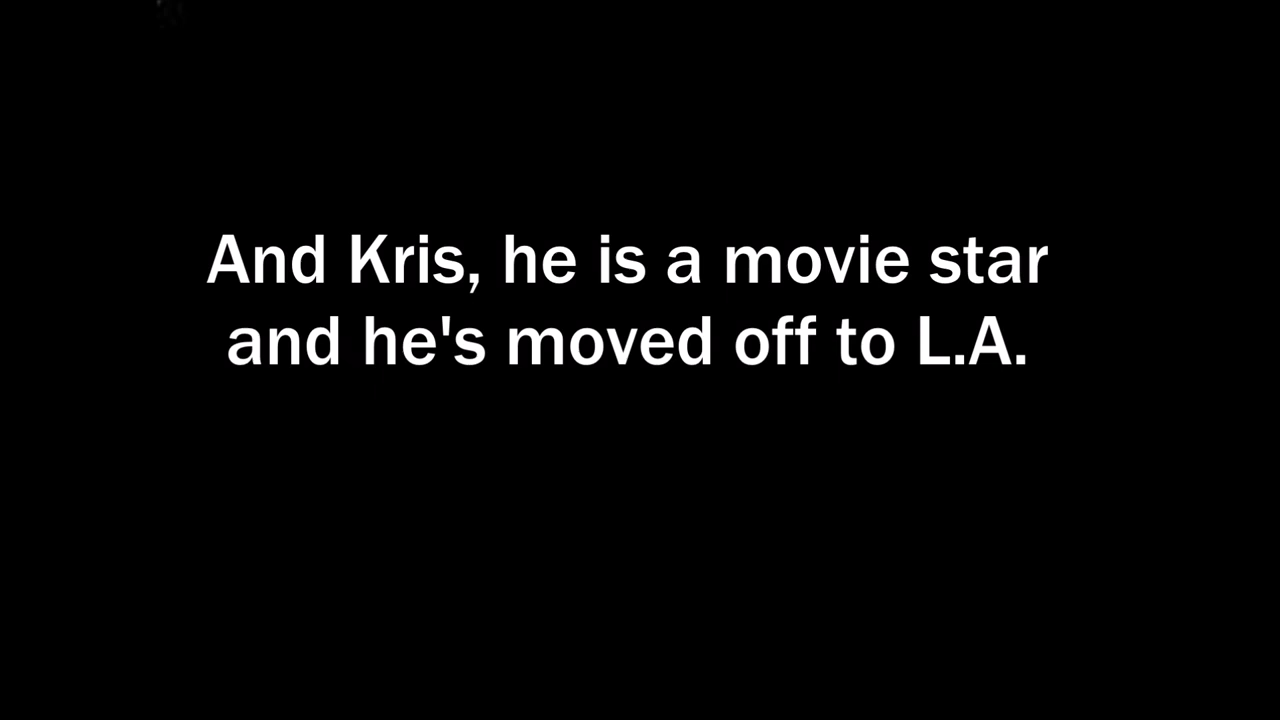 And Kris, he is a movie star
and he's moved off to L.A.